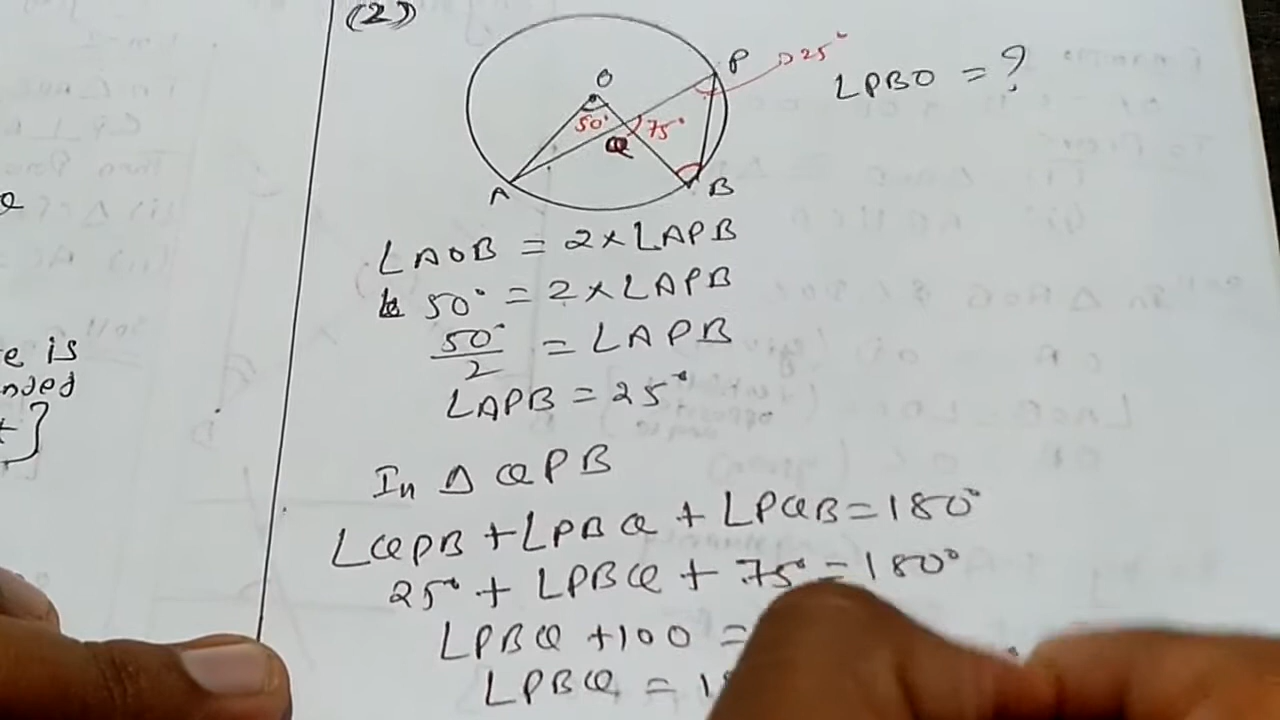 (2)
P
25°
∠PBO = ?
O
50°
75°
Q
A
B
∠AOB = 2×∠APB
50° = 2×∠APB
50°/2 = ∠APB
∠APB = 25°
e is
In △QPB
∠QPB + ∠PBQ + ∠PQB = 180°
25° + ∠PBQ + 75° = 180°
∠PBQ + 100 =
∠PBQ =